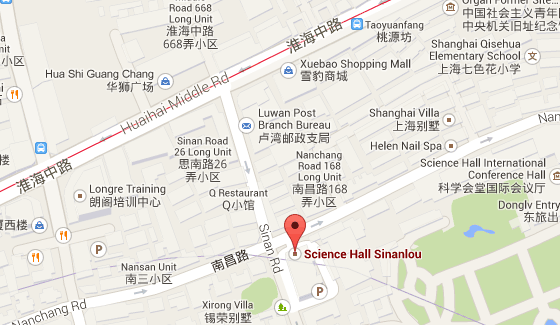 Road 668
Long Unit
淮海中路
668弄小区
淮海中路
Taoyuanfang
桃源坊
中国社会主义青年
中央机关旧址纪念
Shanghai Qisehua
Elementary School
上海七色花小学
Xuebao Shopping Mall
雪豹商城
Hua Shi Guang Chang
华狮广场
Huaihai Middle Rd
Luwan Post
Branch Bureau
卢湾邮政支局
Shanghai Villa
上海别墅
Helen Nail Spa
Sinan Road
26 Long Unit
思南路26
弄小区
Nanchang
Road 168
Long Unit
南昌路168
弄小区
Science Hall International
Conference Hall
科学会堂国际会议厅
淮海中路
Longre Training
朗阁培训中心
Q Restaurant
Q小馆
Donglv Entry
东旅出
厦西楼
P
Sinan Rd
Science Hall Sinanlou
南昌路
Nansan Unit
南三小区
P
Nanchang Rd
Xirong Villa
锡荣别墅